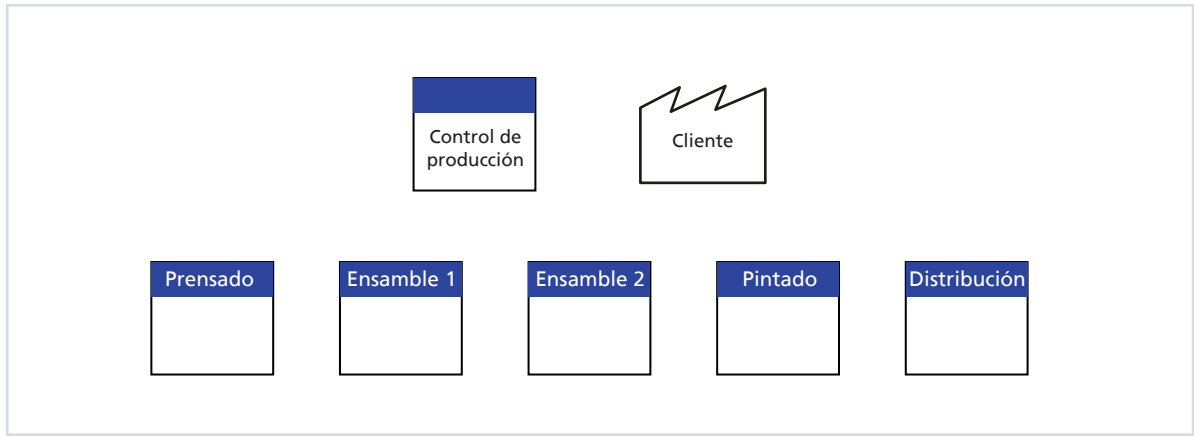 Control de
producción
Cliente
Prensado
Ensamble 1
Ensamble 2
Pintado
Distribución